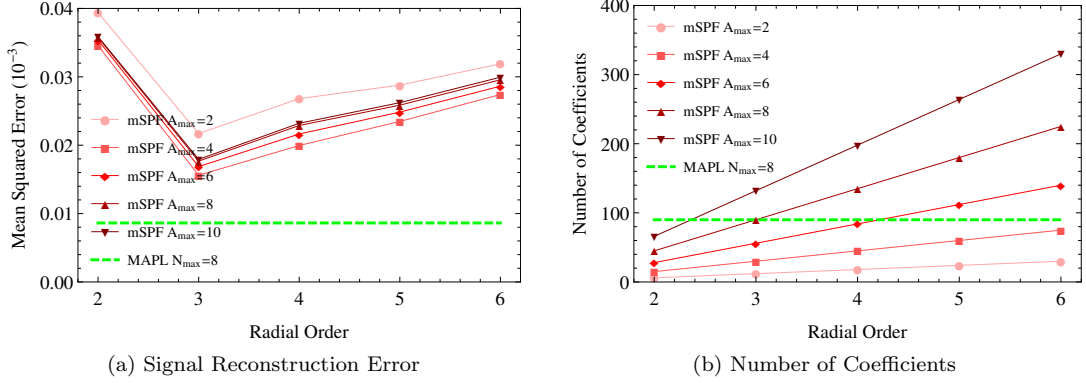 Mean Squared Error (10⁻³)
0.04
0.03
0.02
0.01
0.00
mSPF Aₘₐₓ=2
mSPF Aₘₐₓ=4
mSPF Aₘₐₓ=6
mSPF Aₘₐₓ=8
mSPF Aₘₐₓ=10
MAPL Nₘₐₓ=8
2 3 4 5 6
Radial Order
(a) Signal Reconstruction Error
Number of Coefficients
400
300
200
100
0
mSPF Aₘₐₓ=2
mSPF Aₘₐₓ=4
mSPF Aₘₐₓ=6
mSPF Aₘₐₓ=8
mSPF Aₘₐₓ=10
MAPL Nₘₐₓ=8
2 3 4 5 6
Radial Order
(b) Number of Coefficients